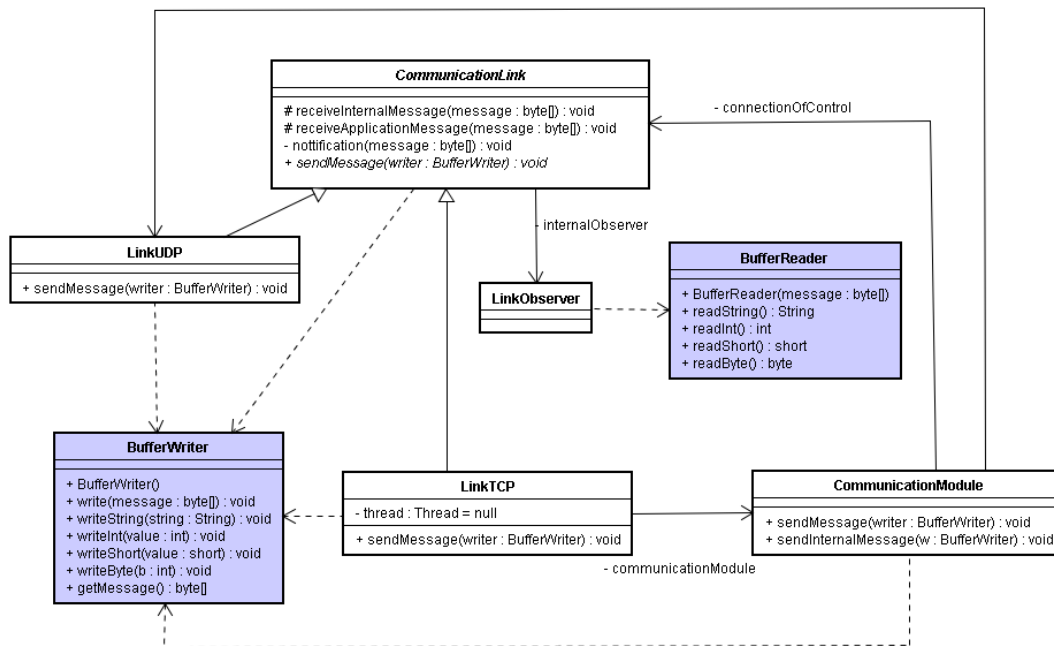 CommunicationLink
# receiveInternalMessage(message : byte[]) : void
# receiveApplicationMessage(message : byte[]) : void
- nottification(message : byte[]) : void
+ sendMessage(writer : BufferWriter) : void
- connectionOfControl
- internalObserver
LinkUDP
+ sendMessage(writer : BufferWriter) : void
LinkObserver
BufferReader
+ BufferReader(message : byte[])
+ readString() : String
+ readInt() : int
+ readShort() : short
+ readByte() : byte
BufferWriter
+ BufferWriter()
+ write(message : byte[]) : void
+ writeString(string : String) : void
+ writeInt(value : int) : void
+ writeShort(value : short) : void
+ writeByte(b : int) : void
+ getMessage() : byte[]
LinkTCP
- thread : Thread = null
+ sendMessage(writer : BufferWriter) : void
- communicationModule
CommunicationModule
+ sendMessage(writer : BufferWriter) : void
+ sendInternalMessage(w : BufferWriter) : void